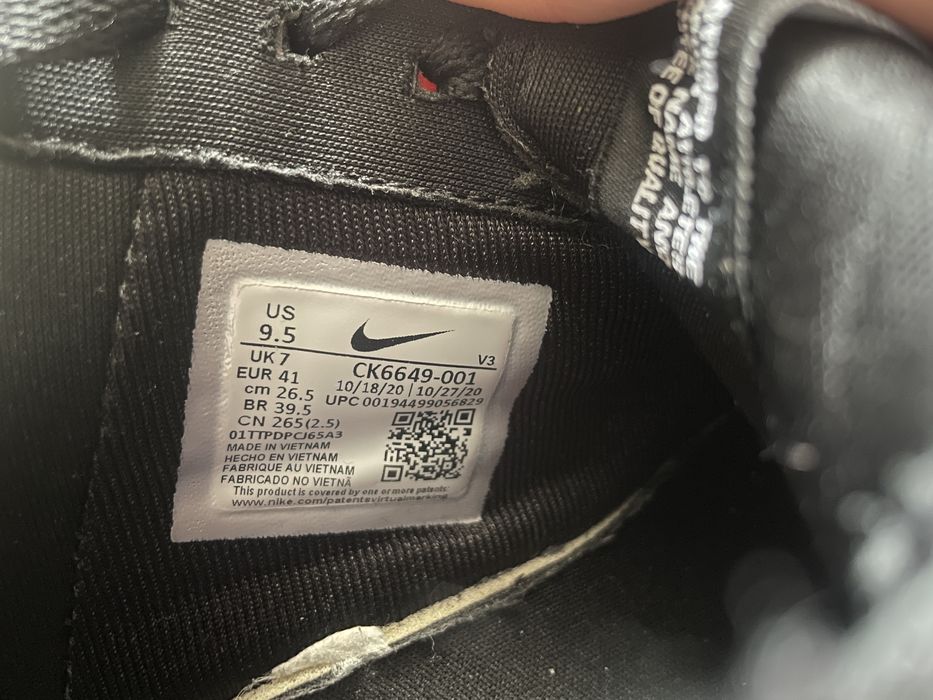 US
9.5
V3
UK 7
EUR 41
cm 26.5
BR 39.5
CN 265(2.5)
CK6649-001
10/18/20 | 10/27/20
UPC 00194499056829
01TTPDPCJ65A3
MADE IN VIETNAM
HECHO EN VIETNAM
FABRIQUE AU VIETNAM
FABRICADO NO VIETNÃ
This product is covered by one or more patents:
www.nike.com/patentsvirtualmarking
OF QUALIT